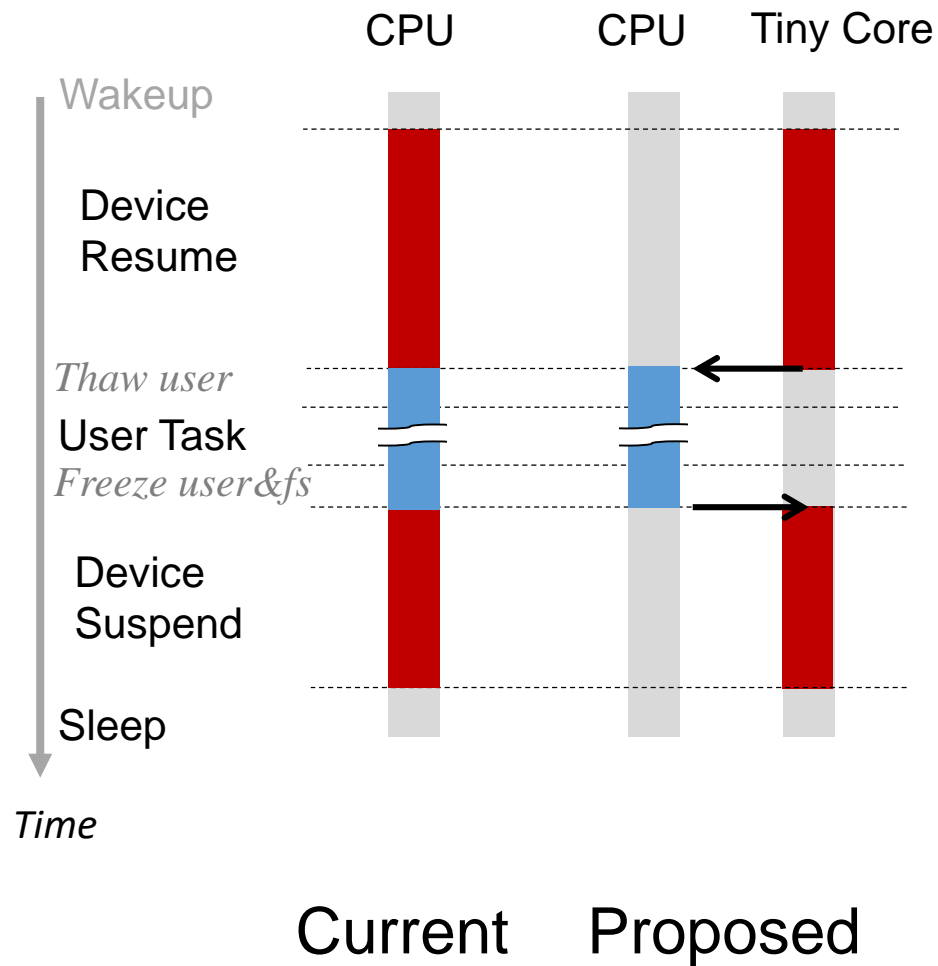 CPU CPU Tiny Core
Wakeup
Device
Resume
Thaw user
User Task
Freeze user&fs
Device
Suspend
Sleep
Time
Current Proposed